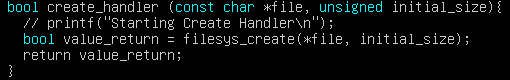 bool create_handler (const char *file, unsigned initial_size){
// printf("Starting Create Handler\n");
bool value_return = filesys_create(*file, initial_size);
return value_return;
}